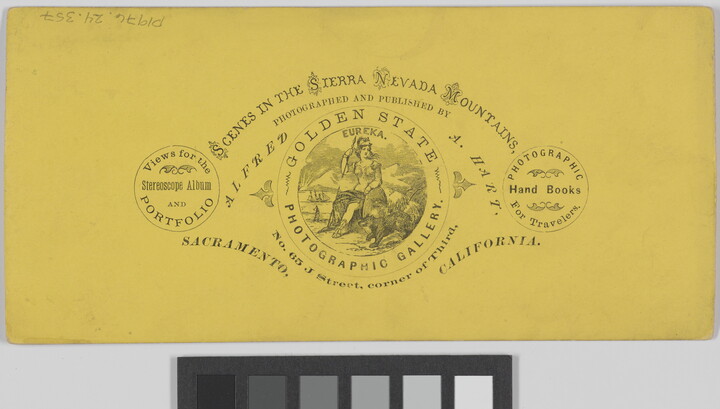 P1976.24.357
SCENES IN THE SIERRA NEVADA MOUNTAINS,
PHOTOGRAPHED AND PUBLISHED BY
ALFRED A. HART.
GOLDEN STATE
EUREKA.
PHOTOGRAPHIC GALLERY.
No. 65 J Street, corner of Third.
SACRAMENTO. CALIFORNIA.
Views for the
Stereoscope Album
AND
PORTFOLIO
PHOTOGRAPHIC
Hand Books
For Travelers.